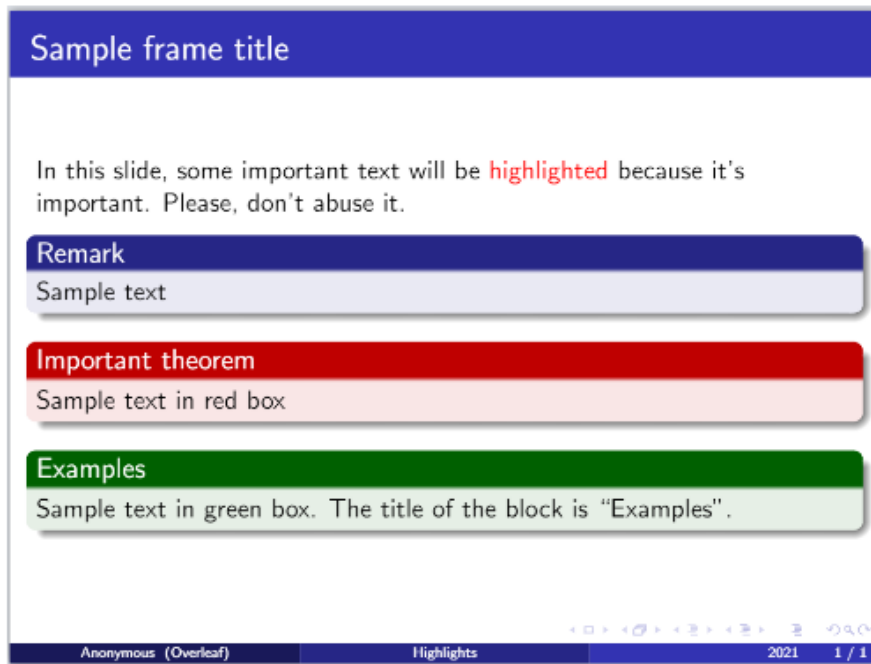 Sample frame title
In this slide, some important text will be highlighted because it's
important. Please, don't abuse it.
Remark
Sample text
Important theorem
Sample text in red box
Examples
Sample text in green box. The title of the block is “Examples”.
Anonymous (Overleaf) Highlights 2021 1 / 1